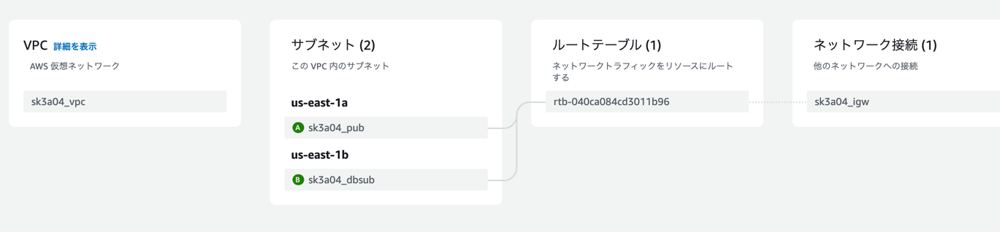 VPC 詳細を表示
AWS 仮想ネットワーク
sk3a04_vpc
サブネット (2)
この VPC 内のサブネット
us-east-1a
A sk3a04_pub
us-east-1b
B sk3a04_dbsub
ルートテーブル (1)
ネットワークトラフィックをリソースにルート
する
rtb-040ca084cd3011b96
ネットワーク接続 (1)
他のネットワークへの接続
sk3a04_igw